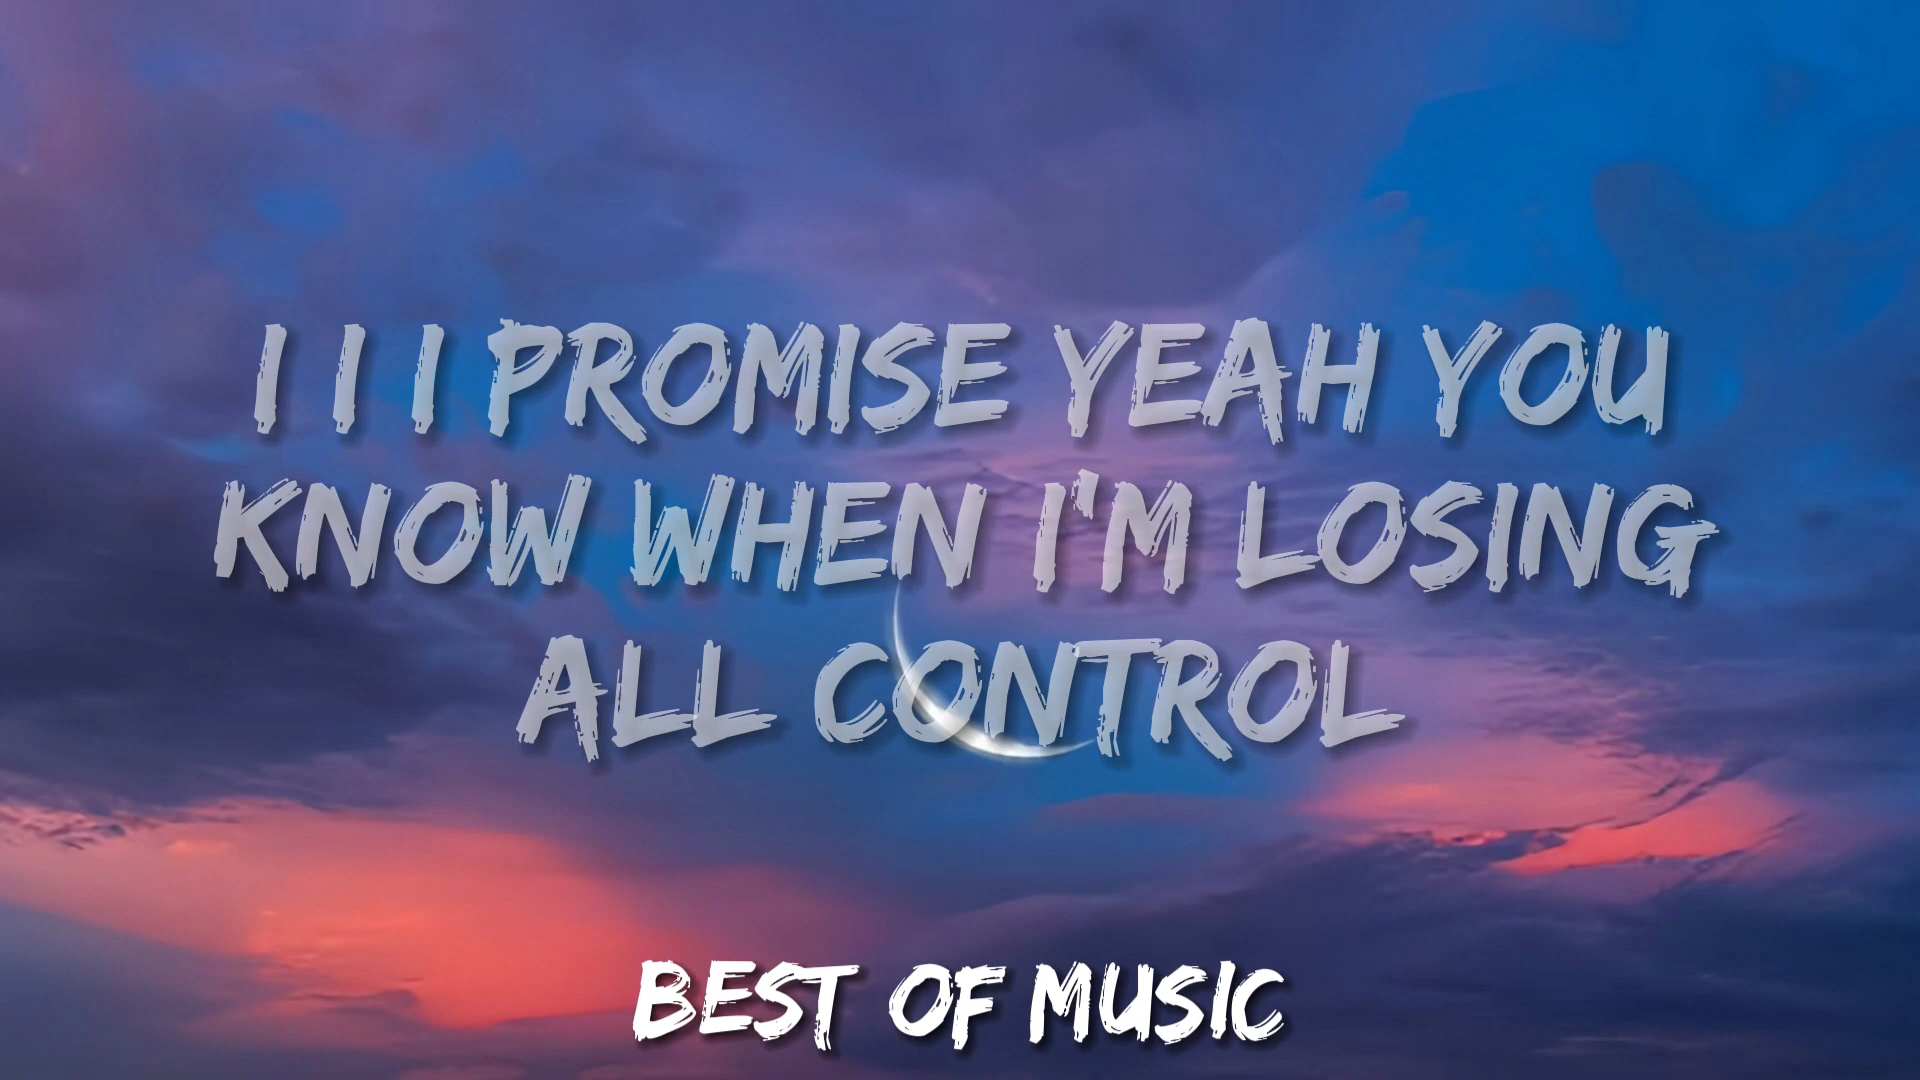 I I I PROMISE YEAH YOU
KNOW WHEN I'M LOSING
ALL CONTROL
BEST OF MUSIC